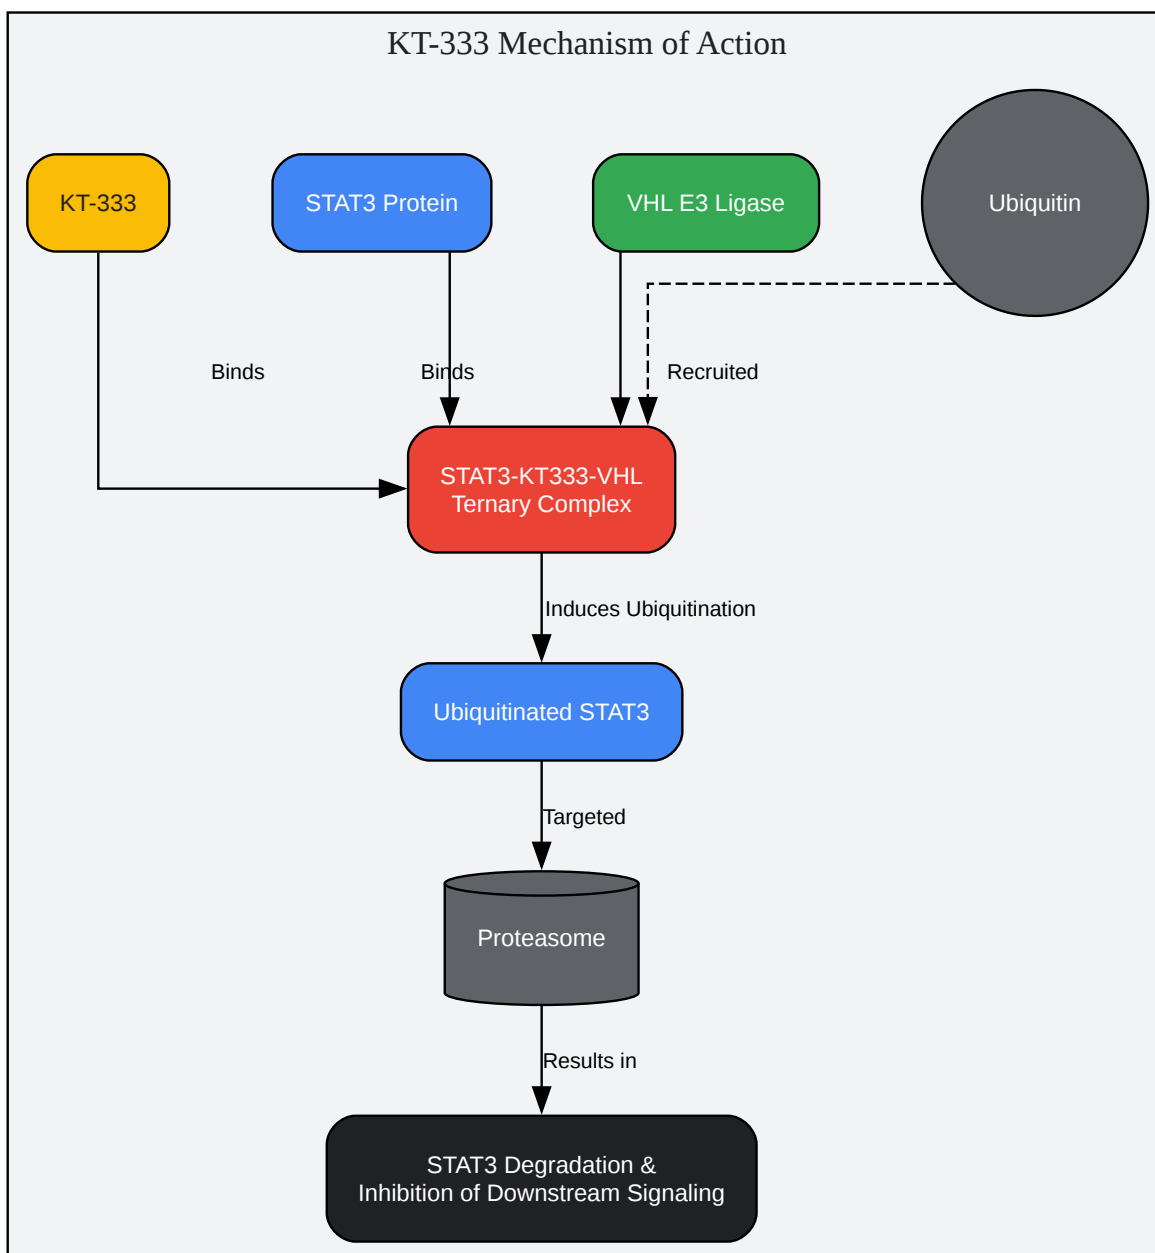 KT-333 Mechanism of Action
KT-333
STAT3 Protein
VHL E3 Ligase
Ubiquitin
Binds
Binds
Recruited
STAT3-KT333-VHL
Ternary Complex
Induces Ubiquitination
Ubiquitinated STAT3
Targeted
Proteasome
Results in
STAT3 Degradation &
Inhibition of Downstream Signaling